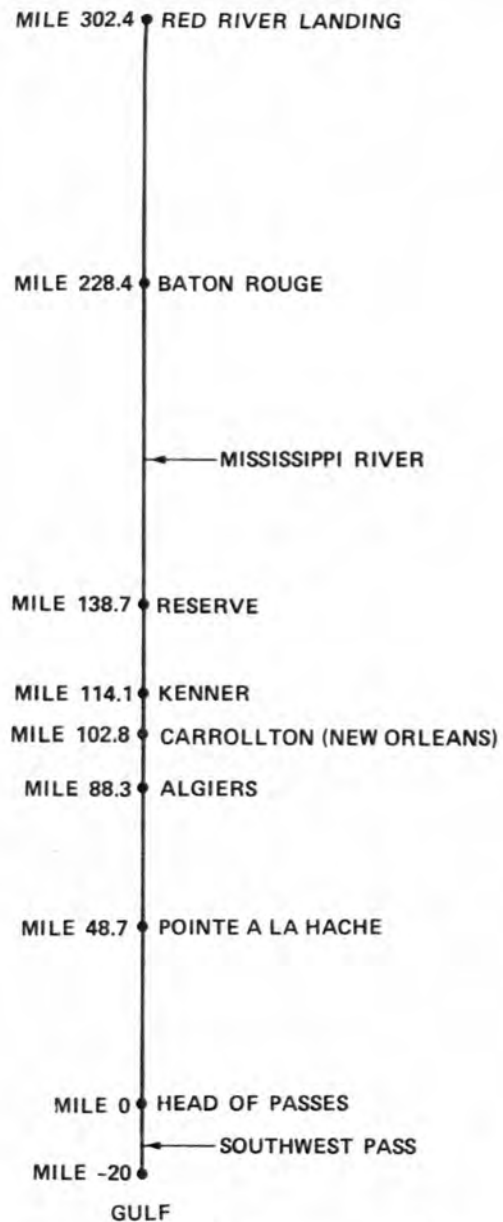 MILE 302.4 RED RIVER LANDING
MILE 228.4 BATON ROUGE
MISSISSIPPI RIVER
MILE 138.7 RESERVE
MILE 114.1 KENNER
MILE 102.8 CARROLLTON (NEW ORLEANS)
MILE 88.3 ALGIERS
MILE 48.7 POINTE A LA HACHE
MILE 0 HEAD OF PASSES
SOUTHWEST PASS
MILE -20
GULF